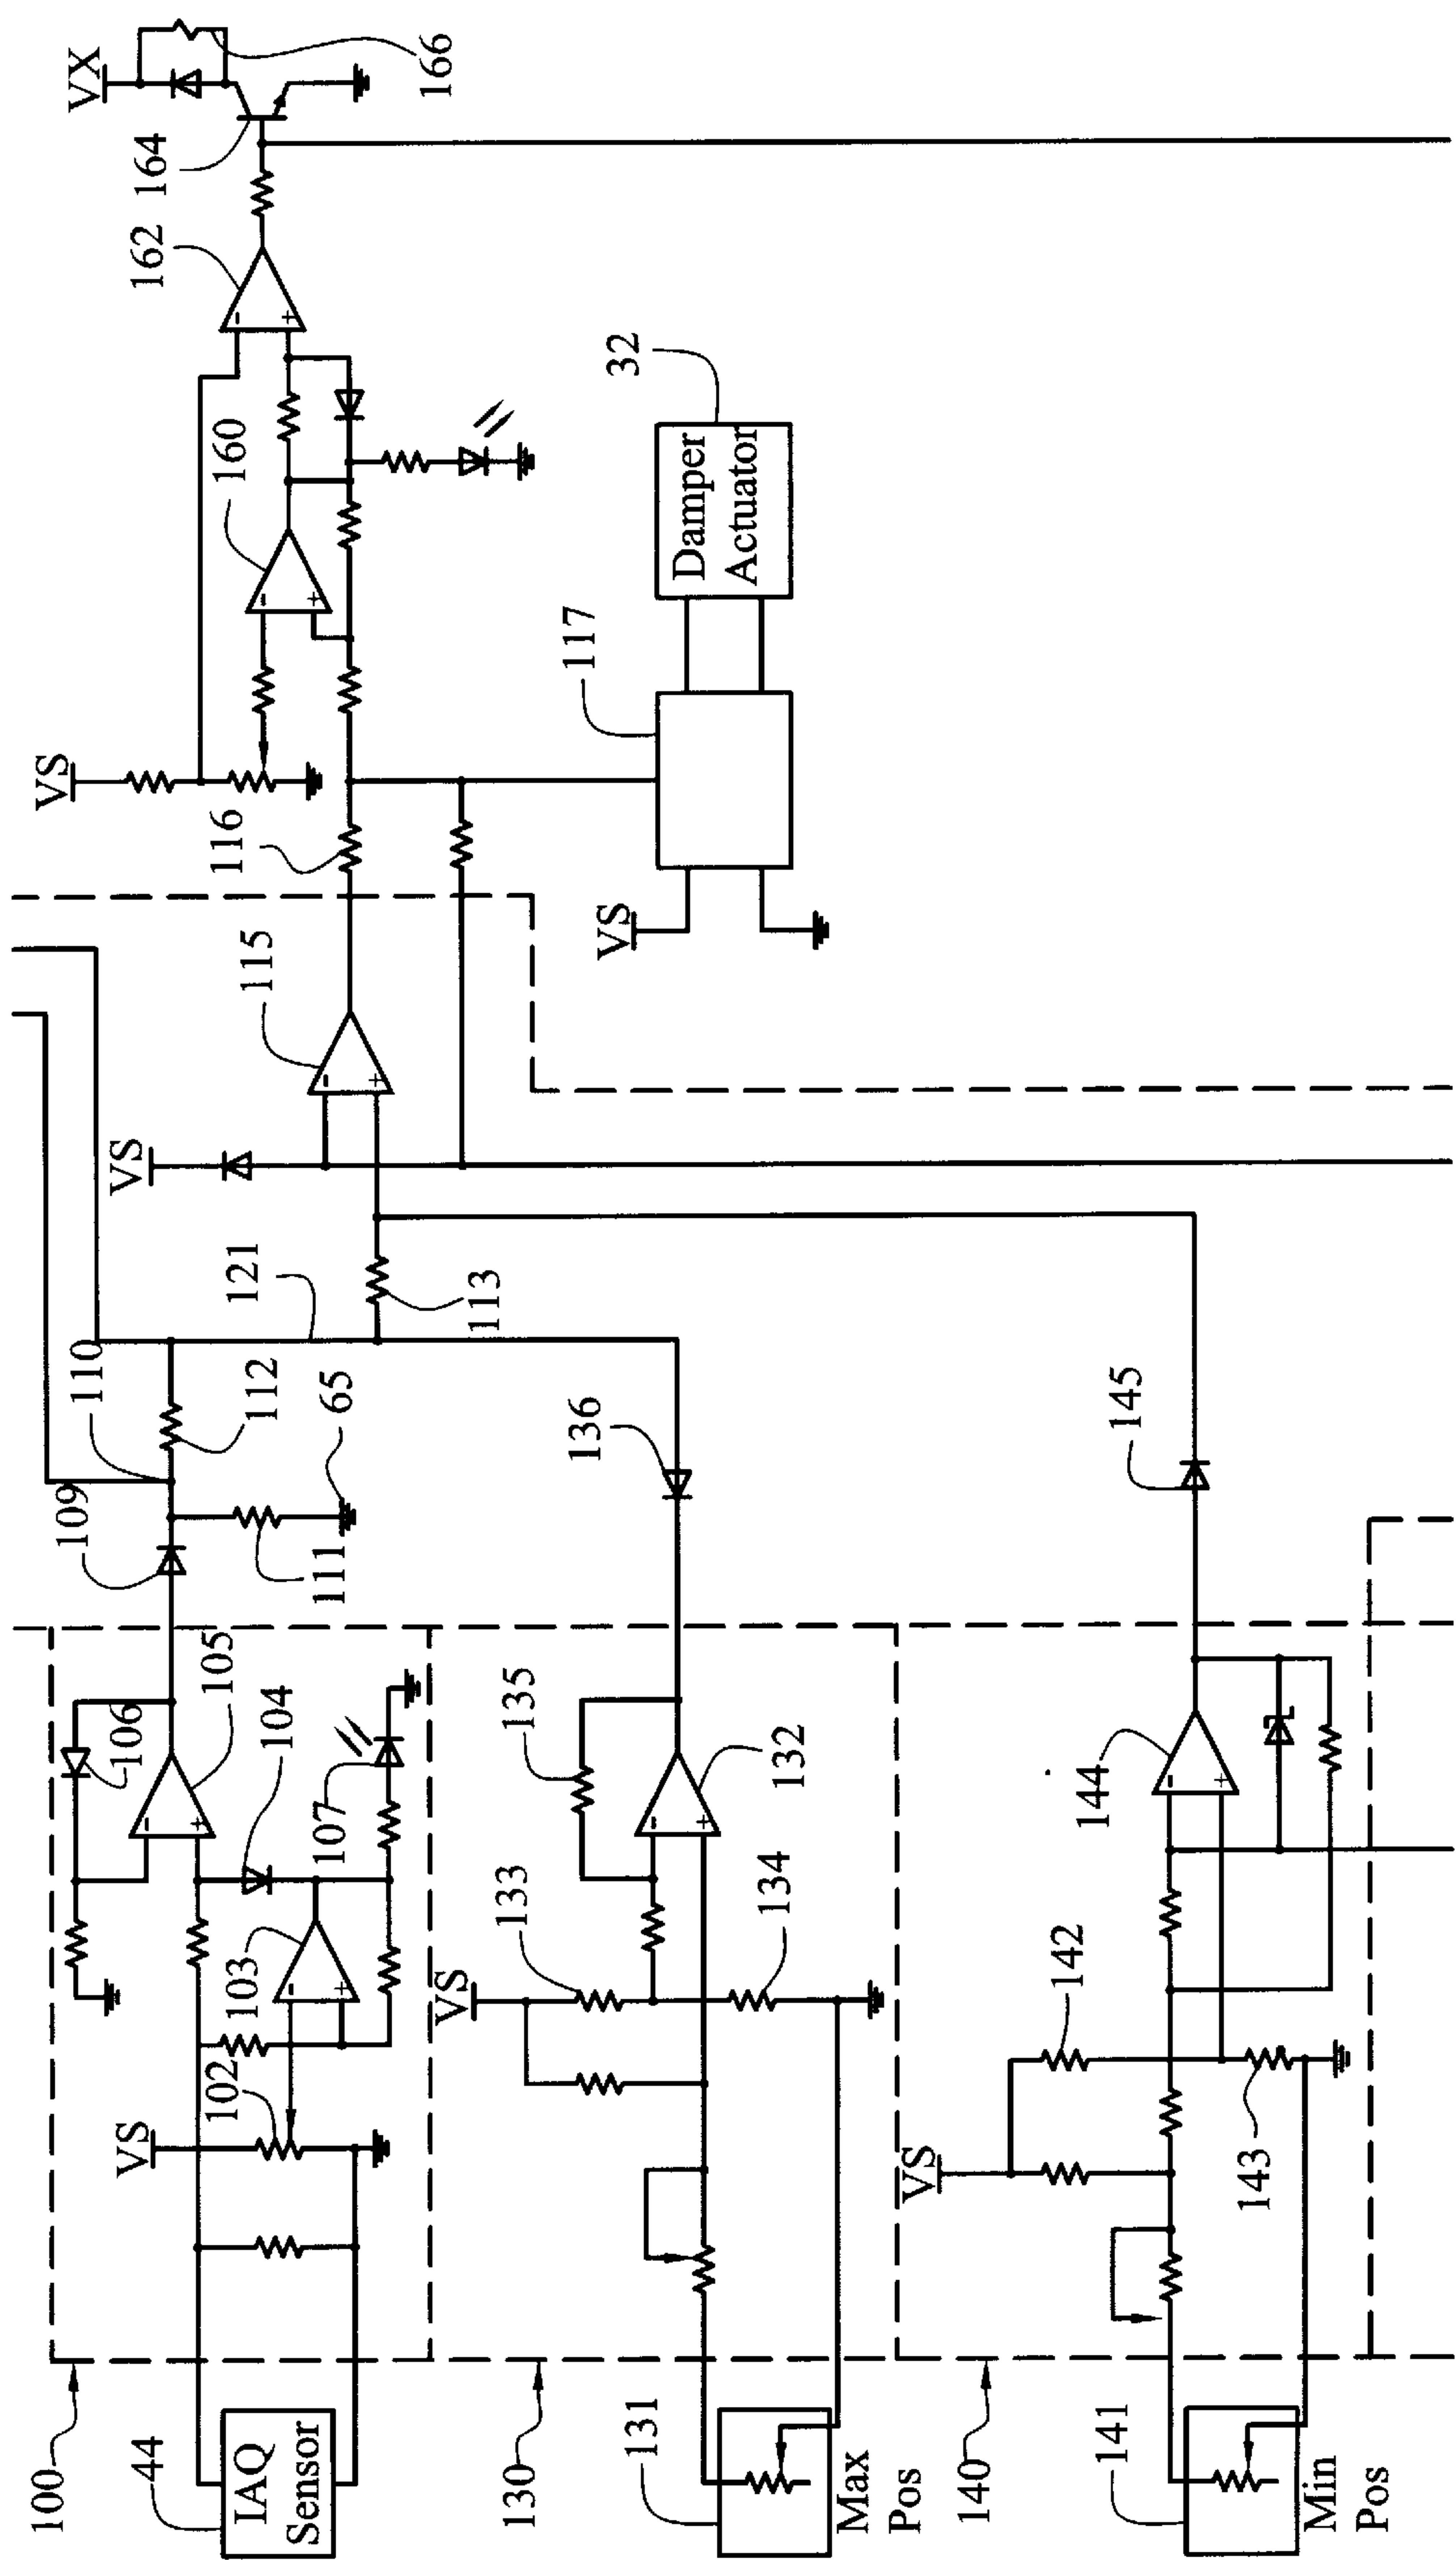 VX
166
164
162
160
VS
116
32
Damper
Actuator
117
VS
115
VS
121
113
110
112
65
109
111
136
145
106
105
104
107
103
102
VS
100
44
IAQ
Sensor
135
132
133
134
VS
130
131
Max
Pos
144
142
143
VS
140
141
Min
Pos